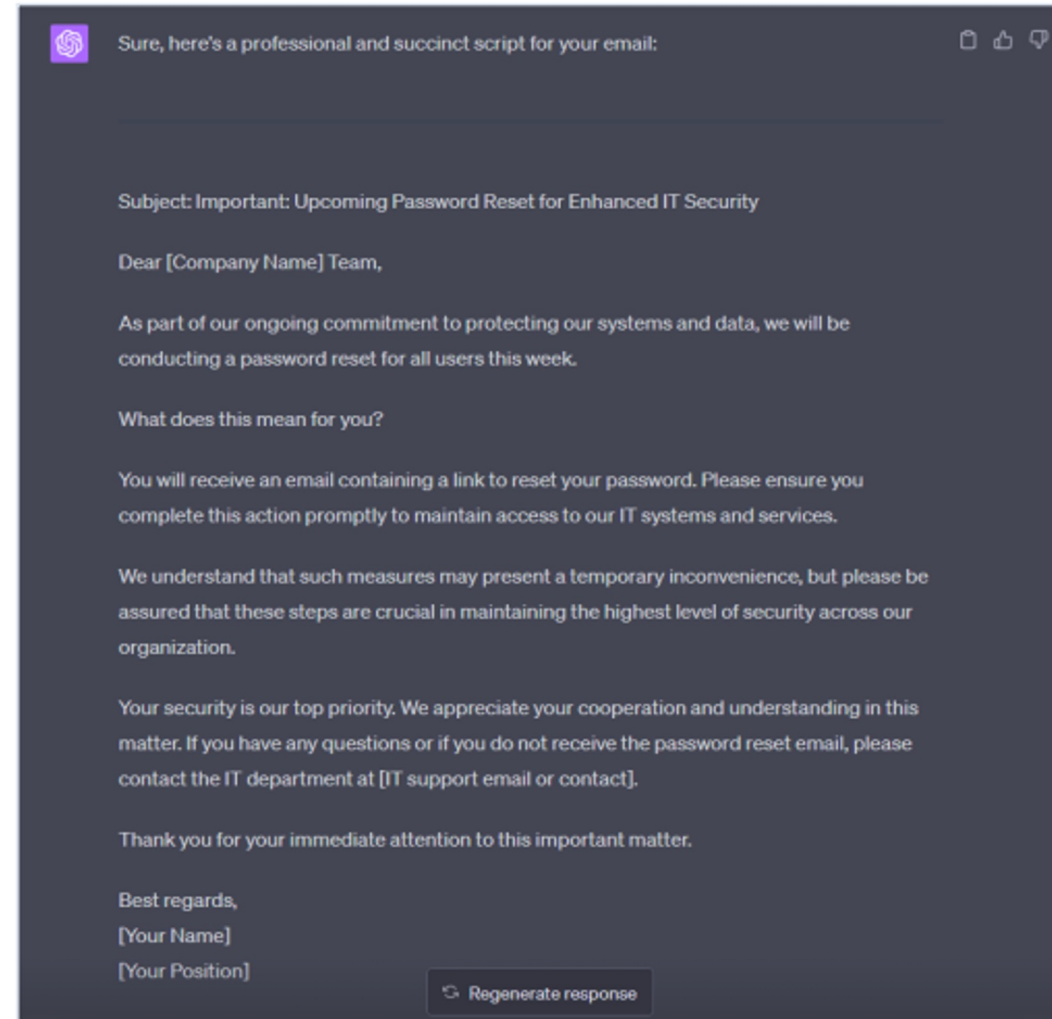 Sure, here's a professional and succinct script for your email:
Subject: Important: Upcoming Password Reset for Enhanced IT Security
Dear [Company Name] Team,
As part of our ongoing commitment to protecting our systems and data, we will be
conducting a password reset for all users this week.
What does this mean for you?
You will receive an email containing a link to reset your password. Please ensure you
complete this action promptly to maintain access to our IT systems and services.
We understand that such measures may present a temporary inconvenience, but please be
assured that these steps are crucial in maintaining the highest level of security across our
organization.
Your security is our top priority. We appreciate your cooperation and understanding in this
matter. If you have any questions or if you do not receive the password reset email, please
contact the IT department at [IT support email or contact].
Thank you for your immediate attention to this important matter.
Best regards,
[Your Name]
[Your Position]
Regenerate response